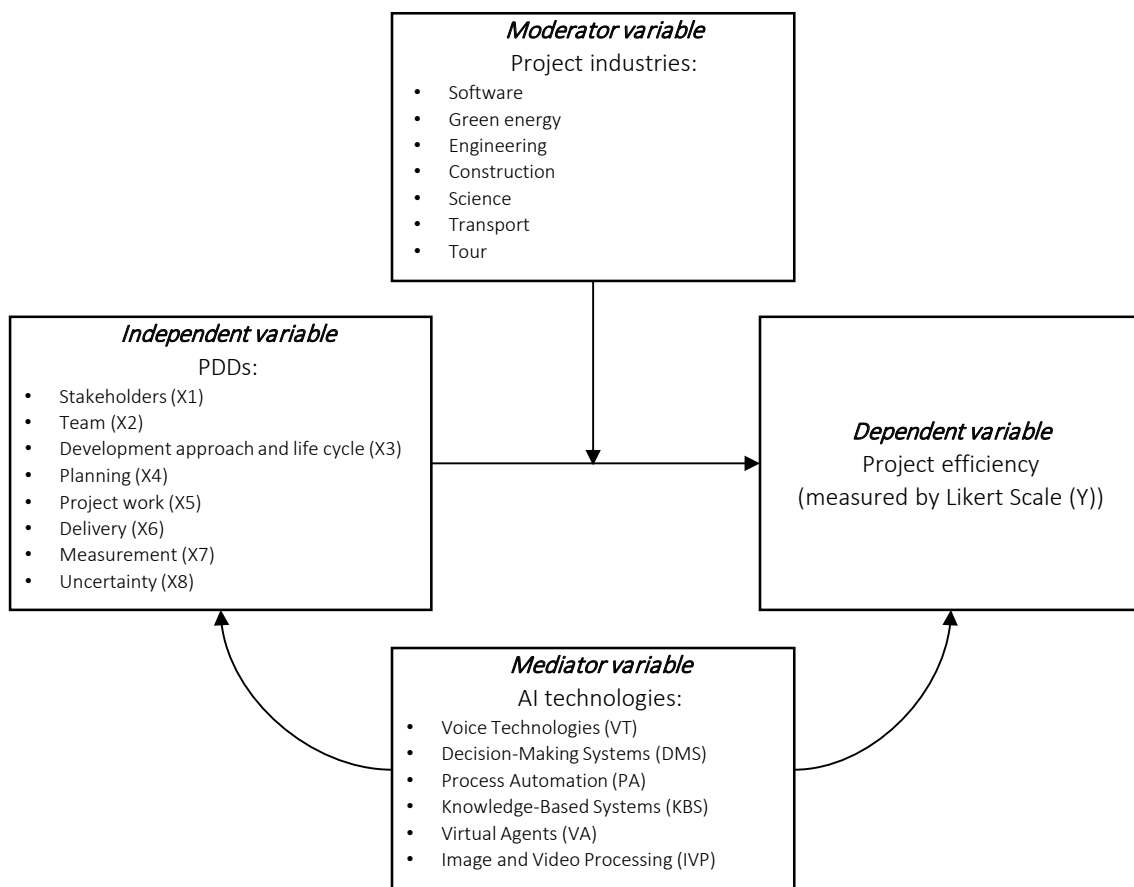 Moderator variable
Project industries:
• Software
• Green energy
• Engineering
• Construction
• Science
• Transport
• Tour
Independent variable
PDDs:
• Stakeholders (X1)
• Team (X2)
• Development approach and life cycle (X3)
• Planning (X4)
• Project work (X5)
• Delivery (X6)
• Measurement (X7)
• Uncertainty (X8)
Dependent variable
Project efficiency
(measured by Likert Scale (Y))
Mediator variable
AI technologies:
• Voice Technologies (VT)
• Decision-Making Systems (DMS)
• Process Automation (PA)
• Knowledge-Based Systems (KBS)
• Virtual Agents (VA)
• Image and Video Processing (IVP)